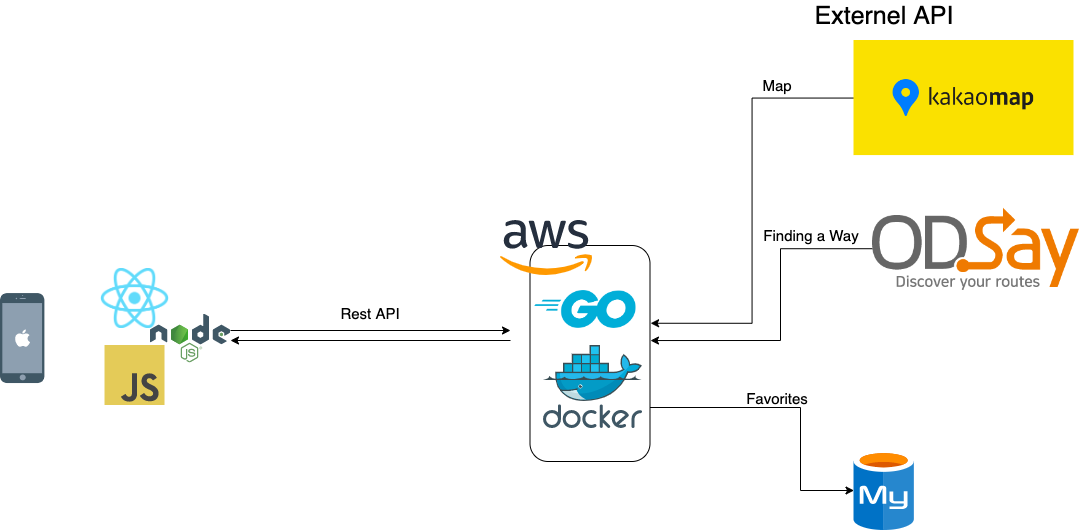 Externel API
Map
kakaomap
aws
Finding a Way
ODSay
Discover your routes
GO
Rest API
node
JS
JS
docker
Favorites
My